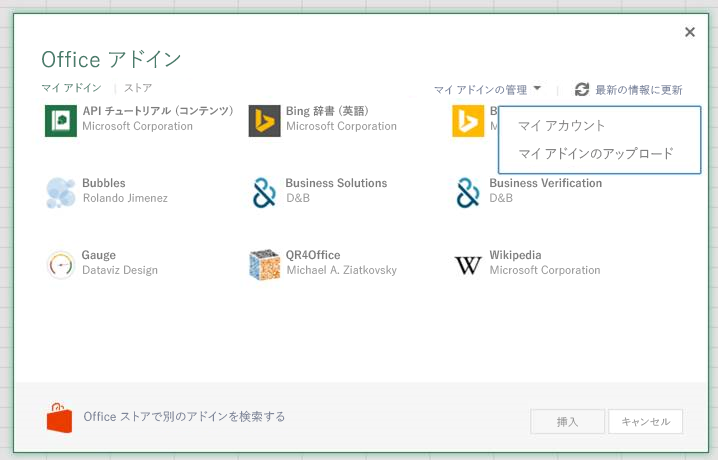 Office アドイン
マイ アドイン | ストア
マイ アドインの管理
最新の情報に更新
マイ アカウント
マイ アドインのアップロード
API チュートリアル (コンテンツ)
Microsoft Corporation
Bing 辞書 (英語)
Microsoft Corporation
B
M
Bubbles
Rolando Jimenez
Business Solutions
D&B
Business Verification
D&B
Gauge
Dataviz Design
QR4Office
Michael A. Ziatkovsky
W
Wikipedia
Microsoft Corporation
Office ストアで別のアドインを検索する
挿入
キャンセル